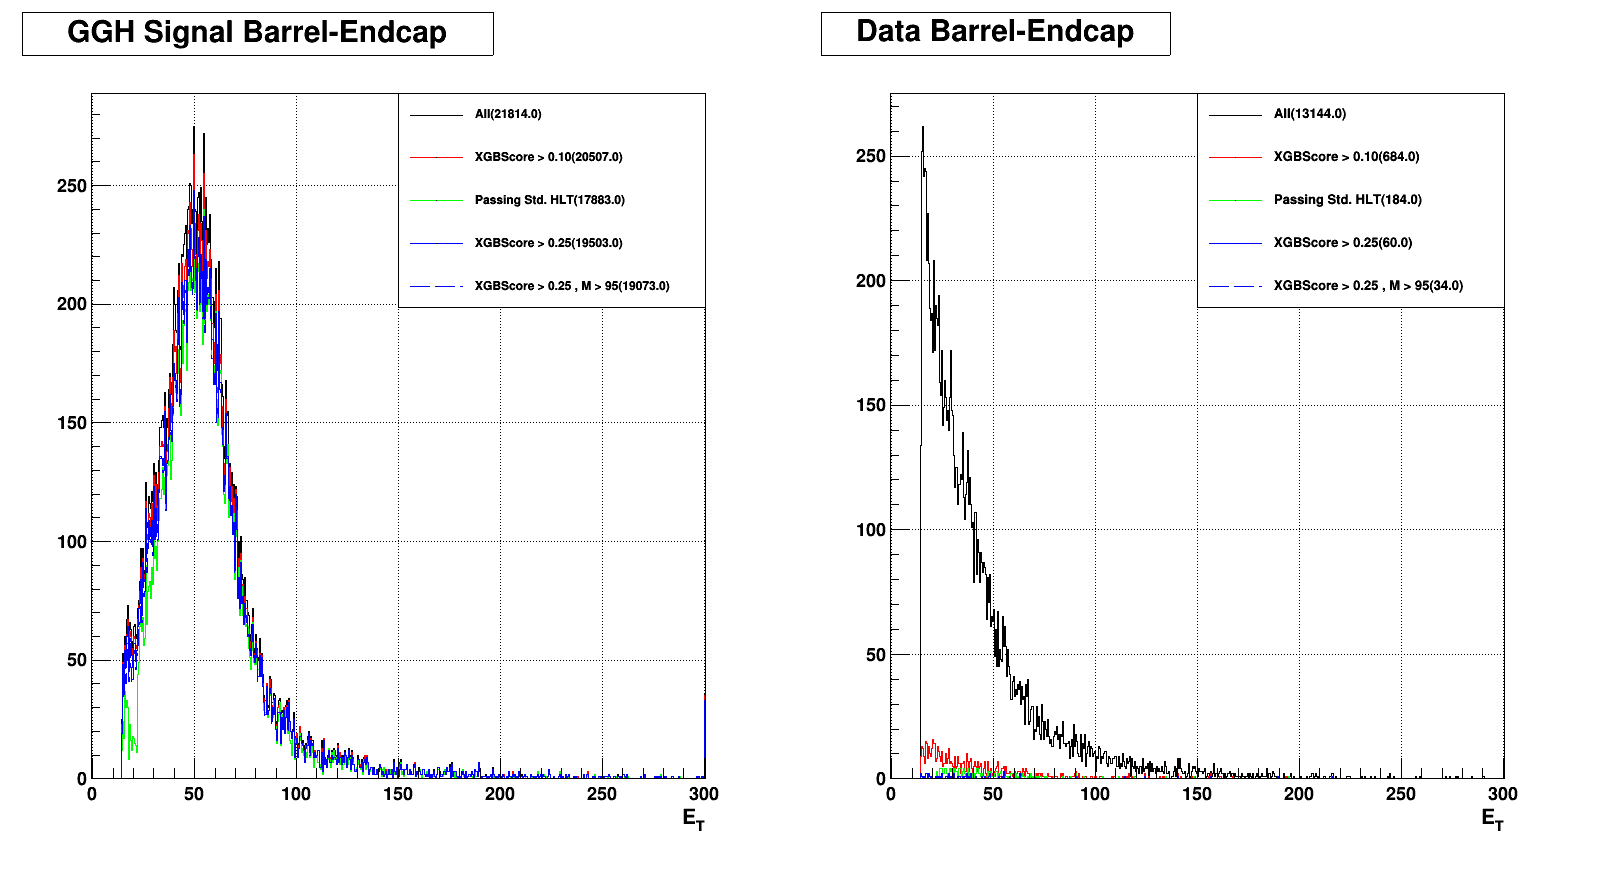 GGH Signal Barrel-Endcap
All(21814.0)
XGBScore > 0.10(20507.0)
Passing Std. HLT(17883.0)
XGBScore > 0.25(19503.0)
XGBScore > 0.25 , M > 95(19073.0)
250
200
150
100
50
0
0 50 100 150 200 250 300
E_T
Data Barrel-Endcap
All(13144.0)
XGBScore > 0.10(684.0)
Passing Std. HLT(184.0)
XGBScore > 0.25(60.0)
XGBScore > 0.25 , M > 95(34.0)
250
200
150
100
50
0
0 50 100 150 200 250 300
E_T